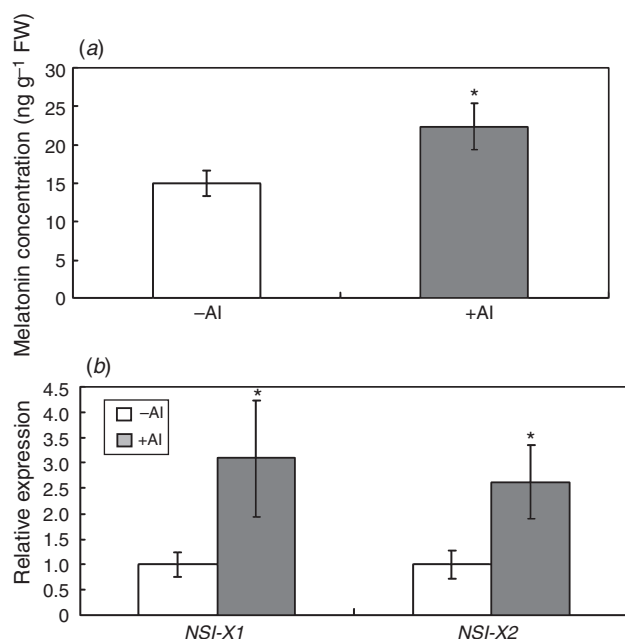 (a)
Melatonin concentration (ng g⁻¹ FW)
30
25
20
15
10
5
0
*
–Al
+Al
(b)
Relative expression
4.5
4.0
3.5
3.0
2.5
2.0
1.5
1.0
0.5
0
–Al
+Al
*
*
NSI-X1
NSI-X2